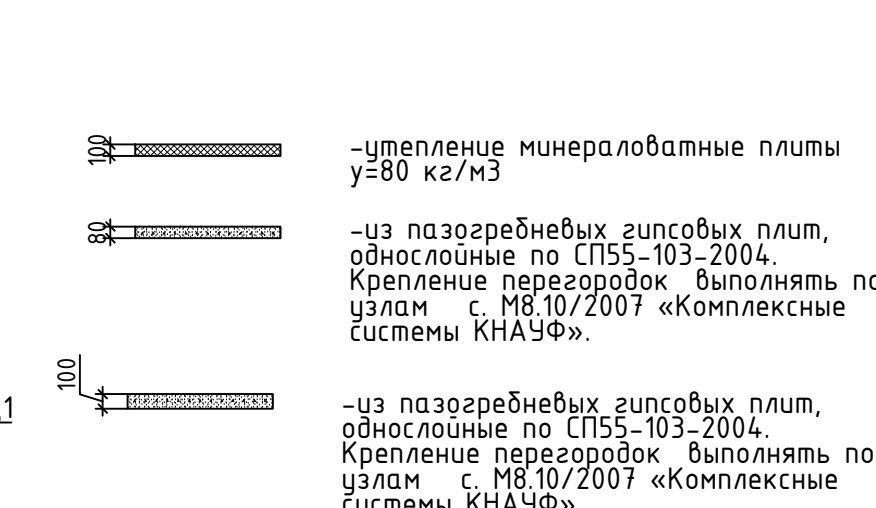 100
-утепление минераловатные плиты
y=80 кг/м3
80
-из пазогребневых гипсовых плит,
однослойные по СП55-103-2004.
Крепление перегородок выполнять по
узлам с. М8.10/2007 «Комплексные
системы КНАУФ».
100
1
-из пазогребневых гипсовых плит,
однослойные по СП55-103-2004.
Крепление перегородок выполнять по
узлам с. М8.10/2007 «Комплексные
системы КНАУФ»